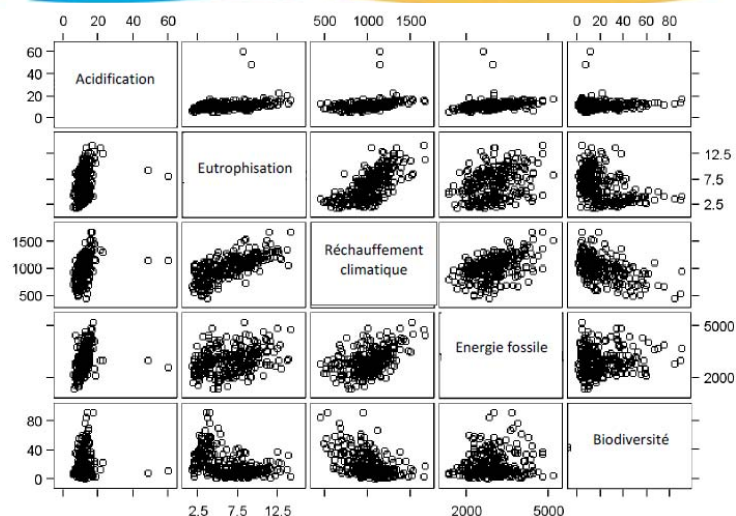 0 20 40 60 500 1000 1500 0 20 40 60 80
60
40
20
0
Acidification
Eutrophisation
12.5
7.5
2.5
1500
1000
500
Réchauffement
climatique
Energie fossile
5000
2000
80
40
0
Biodiversité
2.5 7.5 12.5 2000 5000